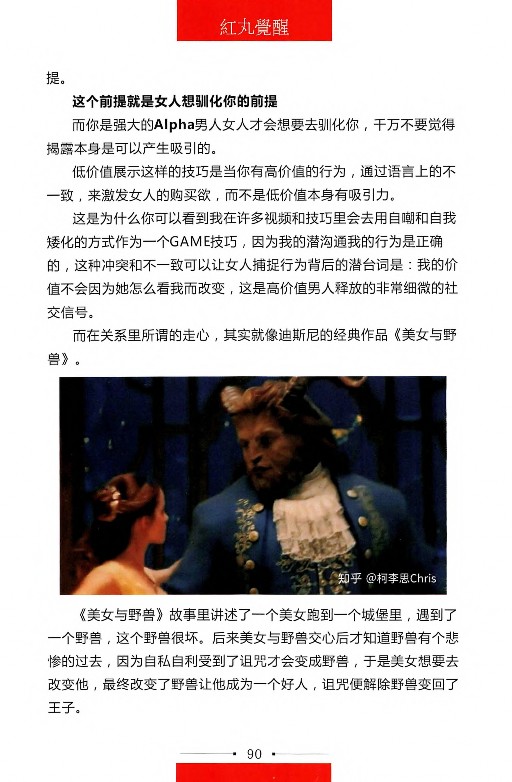 紅丸覺醒
提。
这个前提就是女人想驯化你的前提
而你是强大的Alpha男人女人才会想要去驯化你，千万不要觉得
揭露本身是可以产生吸引的。
低价值展示这样的技巧是当你有高价值的行为，通过语言上的不
一致，来激发女人的购买欲，而不是低价值本身有吸引力。
这是为什么你可以看到我在许多视频和技巧里会去用自嘲和自我
矮化的方式作为一个GAME技巧，因为我的潜沟通我的行为是正确
的，这种冲突和不一致可以让女人捕捉行为背后的潜台词是：我的价
值不会因为她怎么看我而改变，这是高价值男人释放的非常细微的社
交信号。
而在关系里所谓的走心，其实就像迪斯尼的经典作品《美女与野
兽》。
知乎 @柯李思Chris
《美女与野兽》故事里讲述了一个美女跑到一个城堡里，遇到了
一个野兽，这个野兽很坏。后来美女与野兽交心后才知道野兽有个悲
惨的过去，因为自私自利受到了诅咒才会变成野兽，于是美女想要去
改变他，最终改变了野兽让他成为一个好人，诅咒便解除野兽变回了
王子。
90